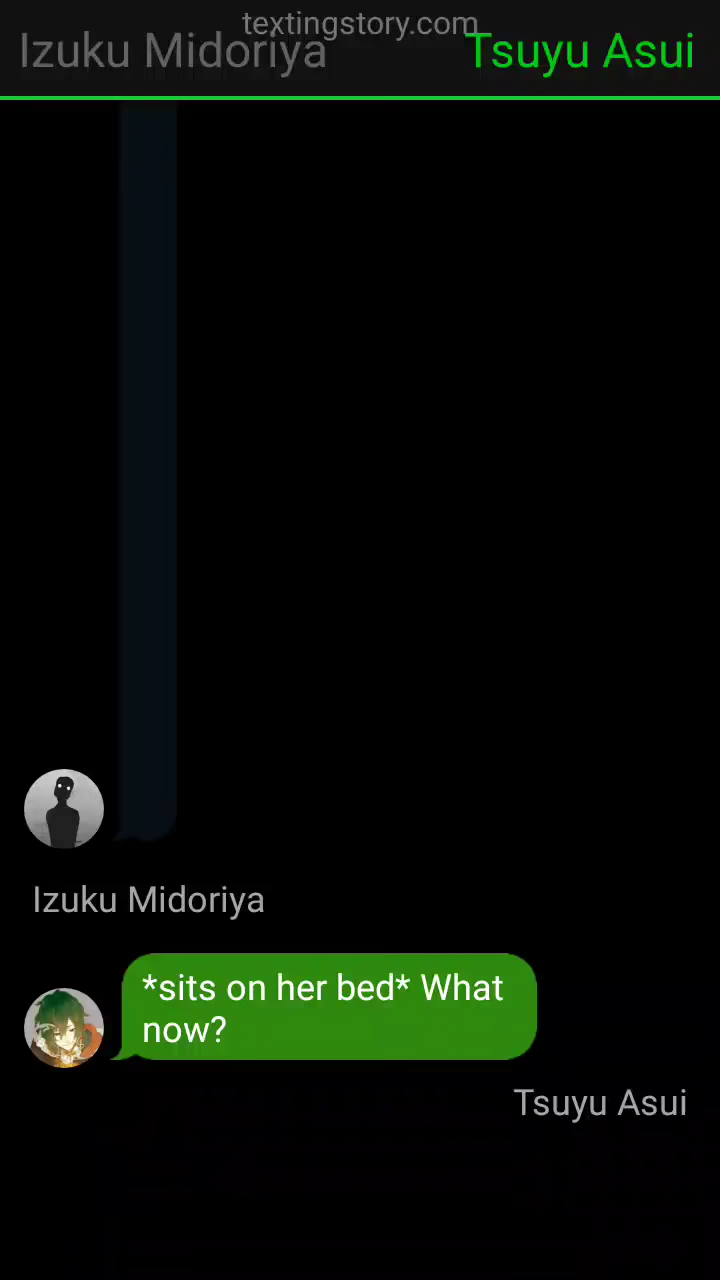 textingstory.com
Izuku Midoriya
Tsuyu Asui
Izuku Midoriya
*sits on her bed* What
now?
Tsuyu Asui